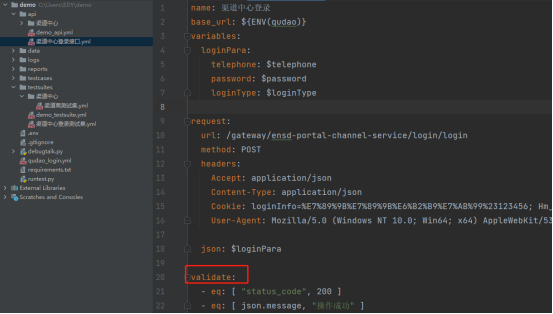 demo C:\Users\EDY\demo
api
渠道中心
demo_api.yml
渠道中心登录接口.yml
data
logs
reports
testcases
testsuites
渠道中心
demo_testsuite.yml
渠道中心登录测试集.yml
.env
.gitignore
debugtalk.py
qudao_login.yml
requirements.txt
runtest.py
External Libraries
Scratches and Consoles
1 name: 渠道中心登录
2 base_url: ${ENV(qudao)}
3 variables:
4 loginPara:
5 telephone: $telephone
6 password: $password
7 loginType: $loginType
8
9 request:
10 url: /gateway/ensd-portal-channel-service/login/login
11 method: POST
12 headers:
13 Accept: application/json
14 Content-Type: application/json
15 Cookie: loginInfo=%E7%89%9B%E7%89%9B%E6%B2%B9%E7%AB%99%23123456; Hm_
16 User-Agent: Mozilla/5.0 (Windows NT 10.0; Win64; x64) AppleWebKit/53
17
18 json: $loginPara
19
20 validate:
21 - eq: [ "status_code", 200 ]
22 - eq: [ json.message, "操作成功" ]